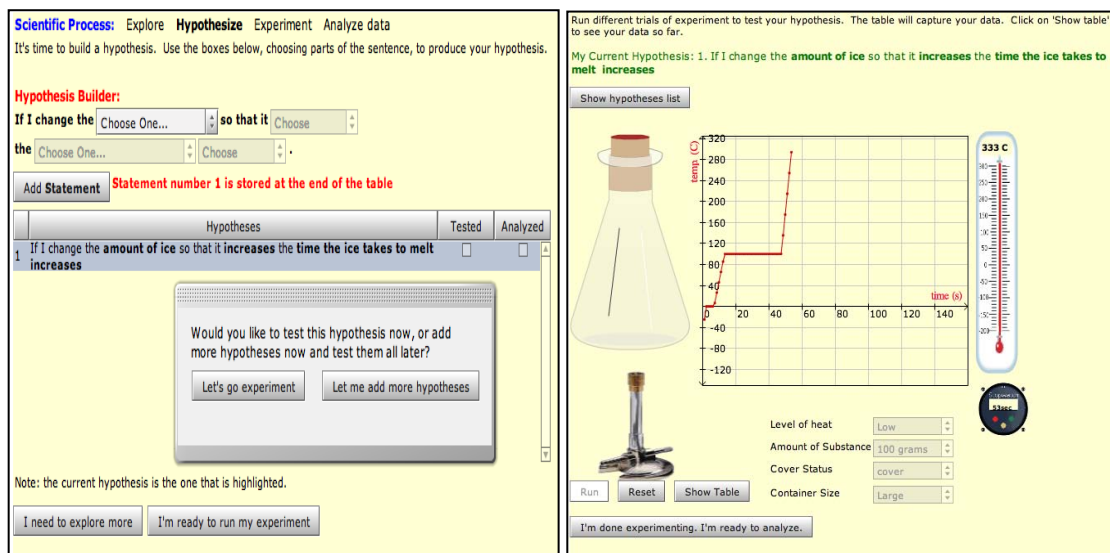 Scientific Process: Explore Hypothesize Experiment Analyze data
It's time to build a hypothesis. Use the boxes below, choosing parts of the sentence, to produce your hypothesis.
Hypothesis Builder:
If I change the Choose One... so that it Choose
the Choose One... Choose .
Add Statement Statement number 1 is stored at the end of the table
Hypotheses Tested Analyzed
1 If I change the amount of ice so that it increases the time the ice takes to melt
increases
Would you like to test this hypothesis now, or add
more hypotheses now and test them all later?
Let's go experiment Let me add more hypotheses
Note: the current hypothesis is the one that is highlighted.
I need to explore more I'm ready to run my experiment
Run different trials of experiment to test your hypothesis. The table will capture your data. Click on 'Show table'
to see your data so far.
My Current Hypothesis: 1. If I change the amount of ice so that it increases the time the ice takes to
melt increases
Show hypotheses list
temp (C)
320
280
240
200
160
120
80
40
0 20 40 60 80 100 120 140
time (s)
-40
-80
-120
333 C
53sec
Level of heat Low
Amount of Substance 100 grams
Cover Status cover
Container Size Large
Run Reset Show Table
I'm done experimenting. I'm ready to analyze.